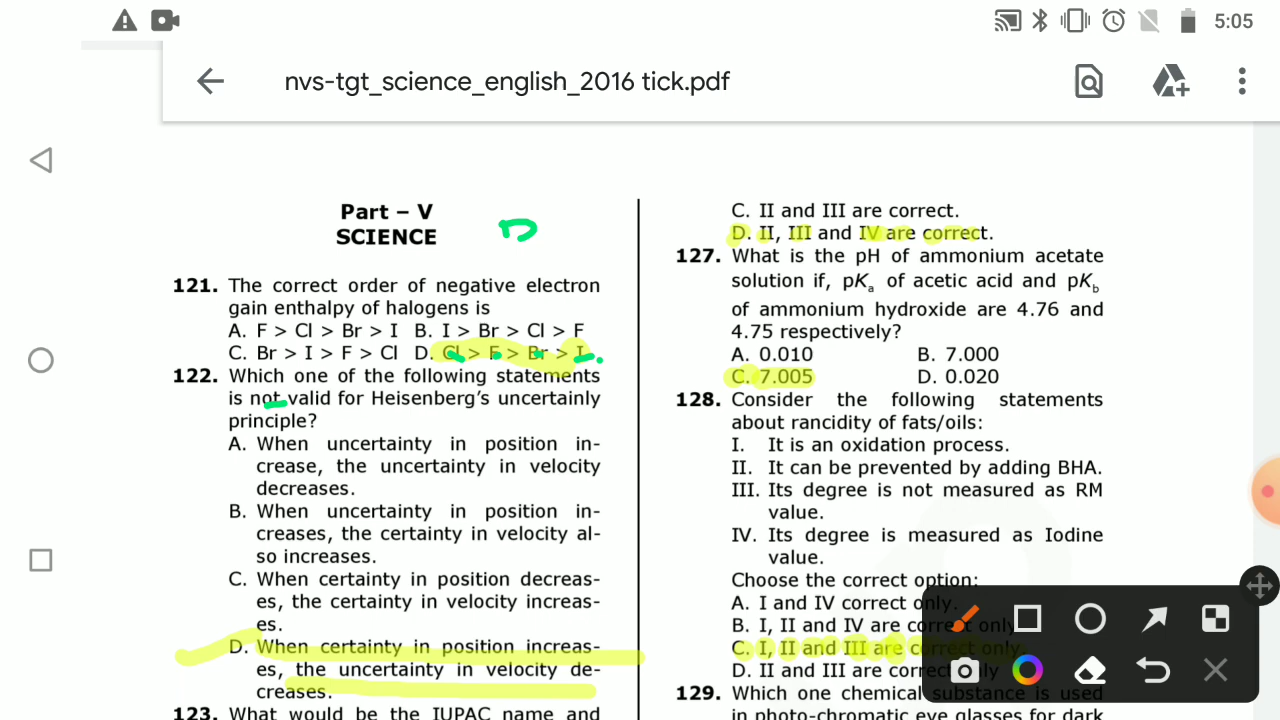 5:05
nvs-tgt_science_english_2016 tick.pdf
Part – V
SCIENCE
121. The correct order of negative electron
gain enthalpy of halogens is
A. F > Cl > Br > I B. I > Br > Cl > F
C. Br > I > F > Cl D. Cl > F > Br > I.
122. Which one of the following statements
is not valid for Heisenberg's uncertainly
principle?
A. When uncertainty in position in-
crease, the uncertainty in velocity
decreases.
B. When uncertainty in position in-
creases, the certainty in velocity al-
so increases.
C. When certainty in position decreas-
es, the certainty in velocity increas-
es.
D. When certainty in position increas-
es, the uncertainty in velocity de-
creases.
123. What would be the IUPAC name and
C. II and III are correct.
D. II, III and IV are correct.
127. What is the pH of ammonium acetate
solution if, pKa of acetic acid and pKb
of ammonium hydroxide are 4.76 and
4.75 respectively?
A. 0.010 B. 7.000
C. 7.005 D. 0.020
128. Consider the following statements
about rancidity of fats/oils:
I. It is an oxidation process.
II. It can be prevented by adding BHA.
III. Its degree is not measured as RM
value.
IV. Its degree is measured as Iodine
value.
Choose the correct option:
A. I and IV correct only.
B. I, II and IV are correct only
C. I, II and III are correct only.
D. II and III are correct only
129. Which one chemical substance is used
in photo-chromatic eye glasses for dark